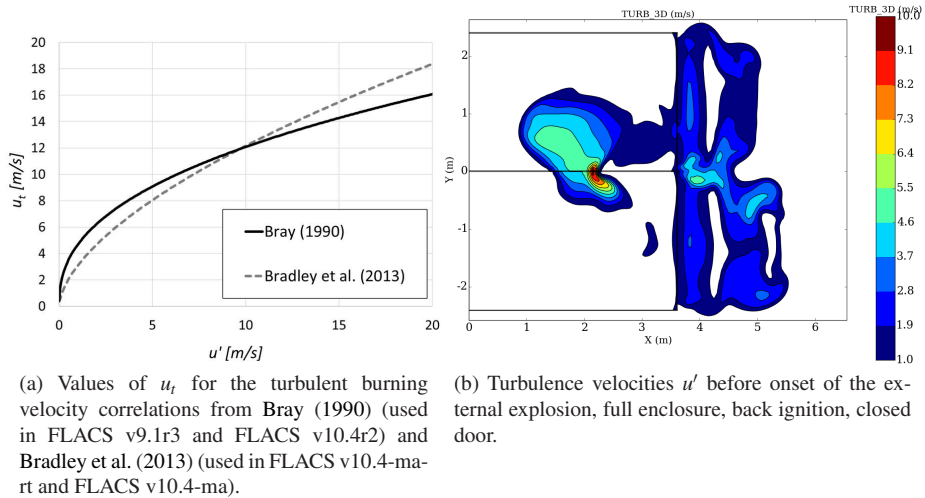 20
18
16
14
12
10
8
6
4
2
0
u_t [m/s]
Bray (1990)
Bradley et al. (2013)
0 5 10 15 20
u' [m/s]
TURB_3D (m/s)
2
1
0
-1
-2
Y (m)
0 1 2 3 4 5 6
X (m)
TURB_3D (m/s)
10.0
9.1
8.2
7.3
6.4
5.5
4.6
3.7
2.8
1.9
1.0
(a) Values of u_t for the turbulent burning
velocity correlations from Bray (1990) (used
in FLACS v9.1r3 and FLACS v10.4r2) and
Bradley et al. (2013) (used in FLACS v10.4-ma-
rt and FLACS v10.4-ma).
(b) Turbulence velocities u′ before onset of the ex-
ternal explosion, full enclosure, back ignition, closed
door.